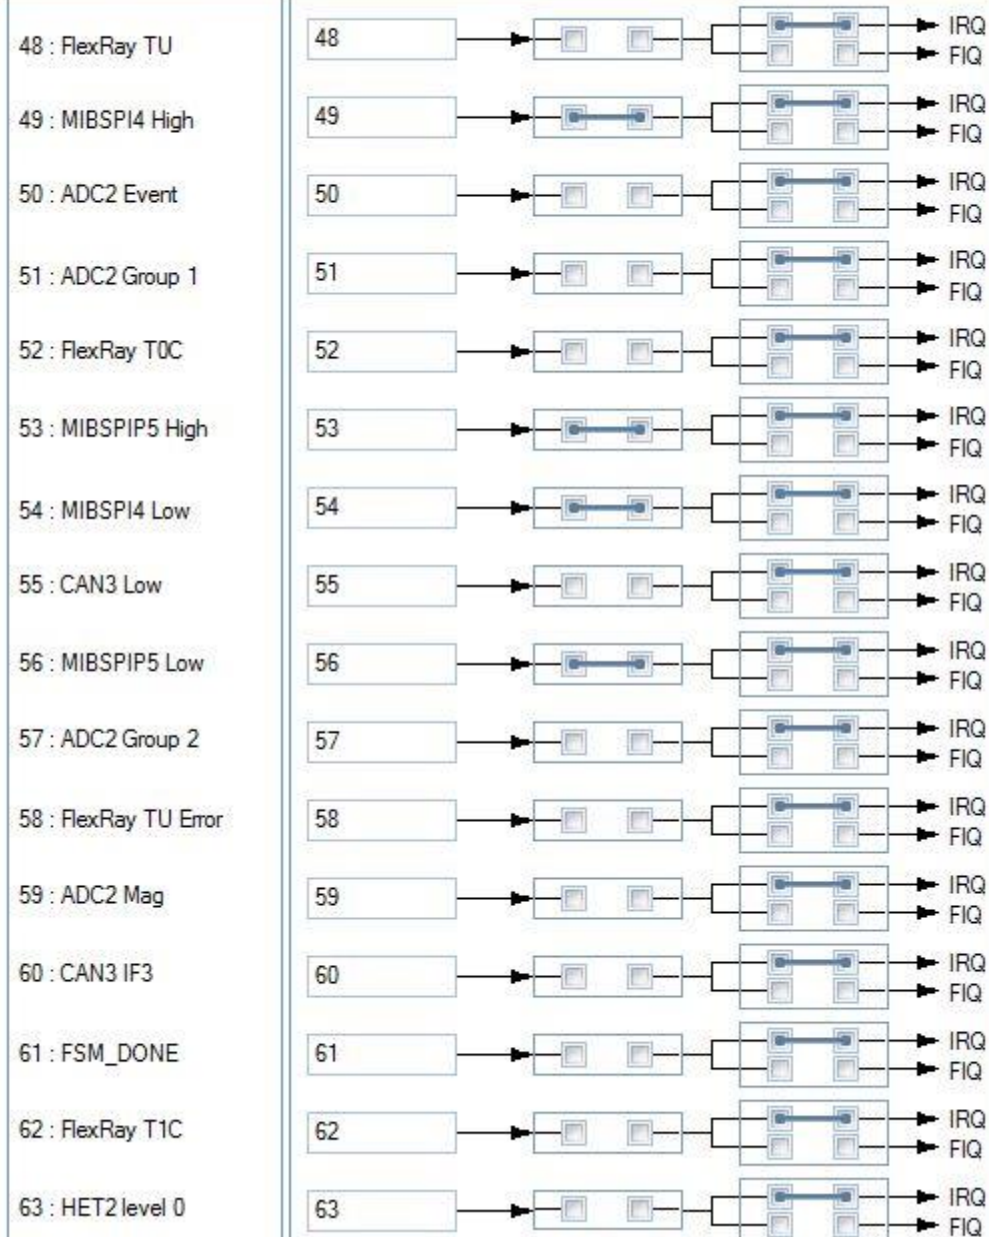 48 : FlexRay TU 48 IRQ
FIQ
49 : MIBSPI4 High 49 IRQ
FIQ
50 : ADC2 Event 50 IRQ
FIQ
51 : ADC2 Group 1 51 IRQ
FIQ
52 : FlexRay T0C 52 IRQ
FIQ
53 : MIBSPIP5 High 53 IRQ
FIQ
54 : MIBSPI4 Low 54 IRQ
FIQ
55 : CAN3 Low 55 IRQ
FIQ
56 : MIBSPIP5 Low 56 IRQ
FIQ
57 : ADC2 Group 2 57 IRQ
FIQ
58 : FlexRay TU Error 58 IRQ
FIQ
59 : ADC2 Mag 59 IRQ
FIQ
60 : CAN3 IF3 60 IRQ
FIQ
61 : FSM_DONE 61 IRQ
FIQ
62 : FlexRay T1C 62 IRQ
FIQ
63 : HET2 level 0 63 IRQ
FIQ